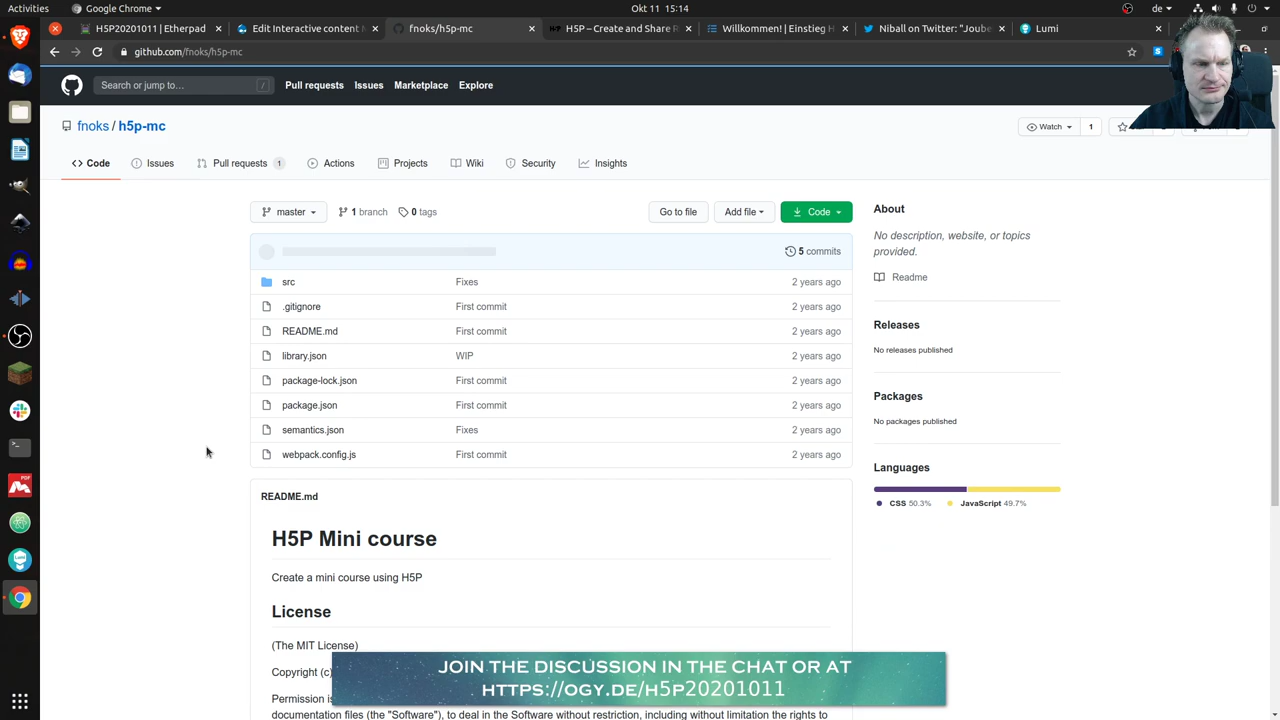 Activities
Google Chrome
Okt 11 15:14
de
H5P20201011 | Etherpad
Edit Interactive content
fnoks/h5p-mc
H5P – Create and Share R
Willkommen! | Einstieg H
Niball on Twitter: "Joube
Lumi
github.com/fnoks/h5p-mc
Search or jump to…
/
Pull requests
Issues
Marketplace
Explore
fnoks / h5p-mc
Watch
1
Code
Issues
Pull requests 1
Actions
Projects
Wiki
Security
Insights
master
1 branch
0 tags
Go to file
Add file
Code
5 commits
src Fixes 2 years ago
.gitignore First commit 2 years ago
README.md First commit 2 years ago
library.json WIP 2 years ago
package-lock.json First commit 2 years ago
package.json First commit 2 years ago
semantics.json Fixes 2 years ago
webpack.config.js First commit 2 years ago
README.md
H5P Mini course
Create a mini course using H5P
License
(The MIT License)
Copyright (c)
Permission is
documentation files (the "Software"), to deal in the Software without restriction, including without limitation the rights to
About
No description, website, or topics
provided.
Readme
Releases
No releases published
Packages
No packages published
Languages
CSS 50.3%
JavaScript 49.7%
JOIN THE DISCUSSION IN THE CHAT OR AT
HTTPS://OGY.DE/H5P20201011